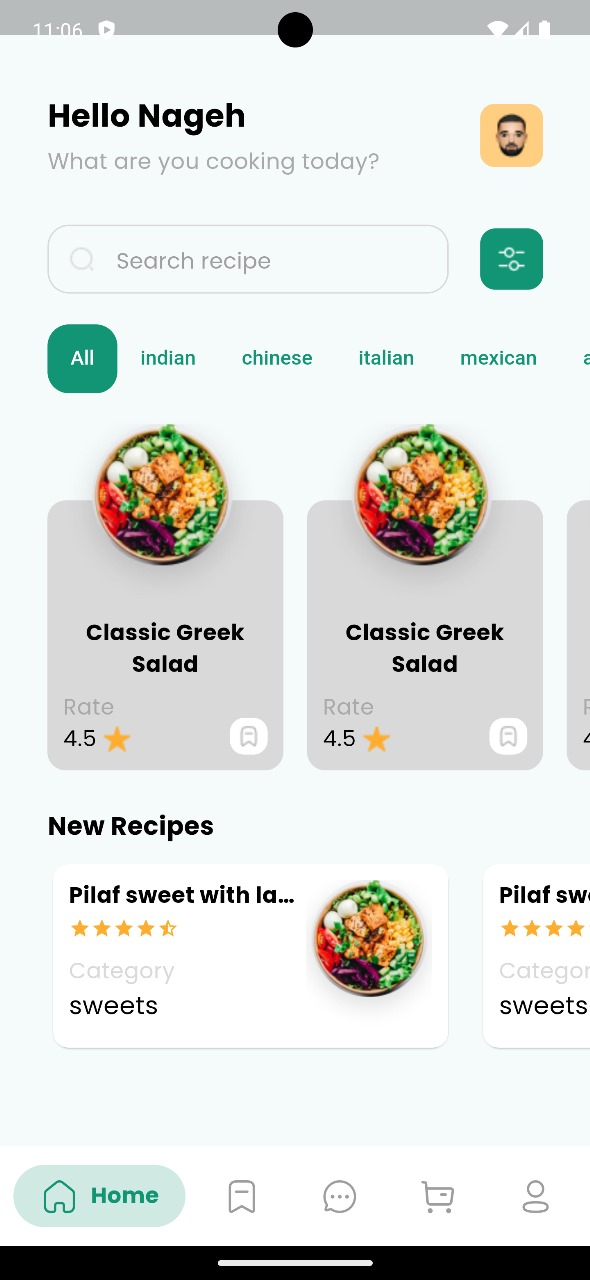 11:06
Hello Nageh
What are you cooking today?
Search recipe
All indian chinese italian mexican a
Classic Greek Salad
Rate
4.5
Classic Greek Salad
Rate
4.5
New Recipes
Pilaf sweet with la...
Category
sweets
Pilaf sw
Categor
sweets
Home